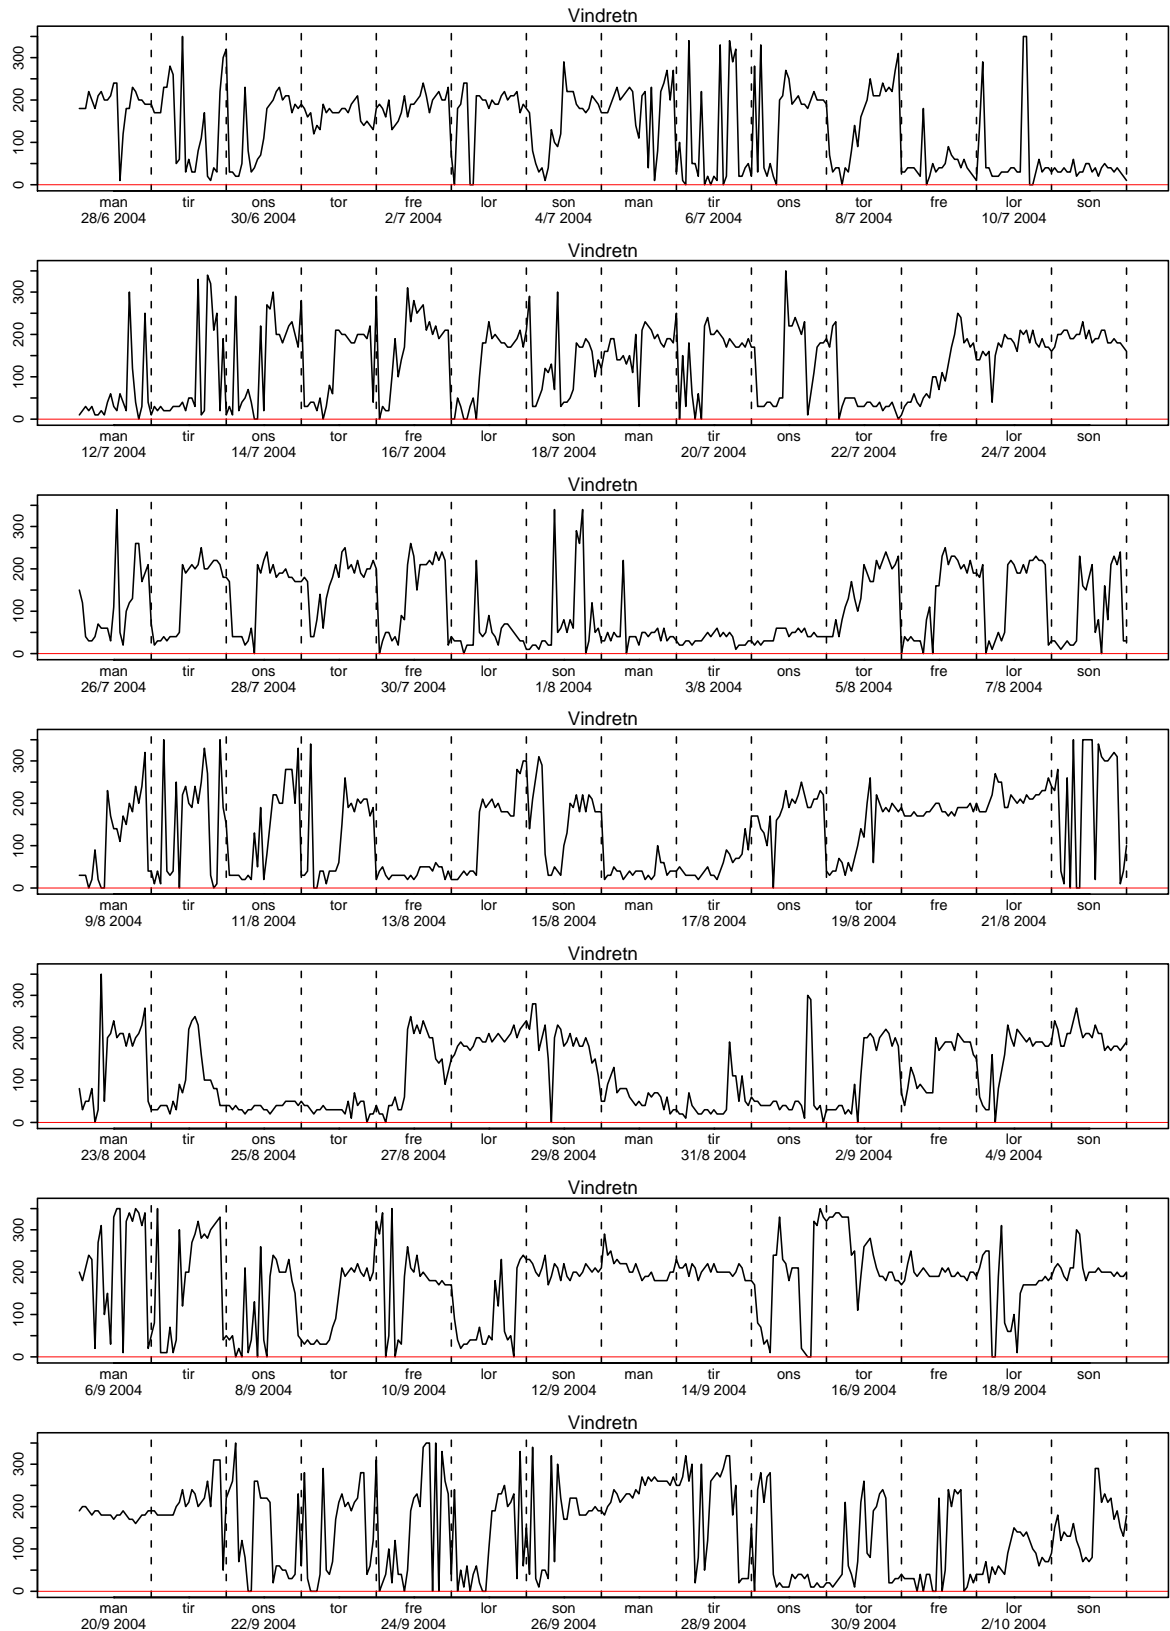 Vindretn
300
200
100
0
man tir ons tor fre lor son man tir ons tor fre lor son
28/6 2004 30/6 2004 2/7 2004 4/7 2004 6/7 2004 8/7 2004 10/7 2004
Vindretn
300
200
100
0
man tir ons tor fre lor son man tir ons tor fre lor son
12/7 2004 14/7 2004 16/7 2004 18/7 2004 20/7 2004 22/7 2004 24/7 2004
Vindretn
300
200
100
0
man tir ons tor fre lor son man tir ons tor fre lor son
26/7 2004 28/7 2004 30/7 2004 1/8 2004 3/8 2004 5/8 2004 7/8 2004
Vindretn
300
200
100
0
man tir ons tor fre lor son man tir ons tor fre lor son
9/8 2004 11/8 2004 13/8 2004 15/8 2004 17/8 2004 19/8 2004 21/8 2004
Vindretn
300
200
100
0
man tir ons tor fre lor son man tir ons tor fre lor son
23/8 2004 25/8 2004 27/8 2004 29/8 2004 31/8 2004 2/9 2004 4/9 2004
Vindretn
300
200
100
0
man tir ons tor fre lor son man tir ons tor fre lor son
6/9 2004 8/9 2004 10/9 2004 12/9 2004 14/9 2004 16/9 2004 18/9 2004
Vindretn
300
200
100
0
man tir ons tor fre lor son man tir ons tor fre lor son
20/9 2004 22/9 2004 24/9 2004 26/9 2004 28/9 2004 30/9 2004 2/10 2004